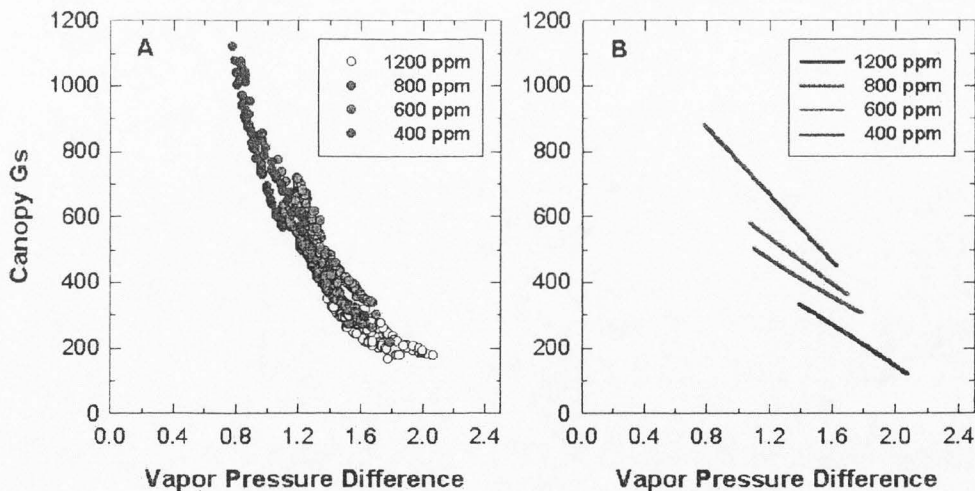 A
1200 ppm
800 ppm
600 ppm
400 ppm
1200
1000
800
600
400
200
0
0.0 0.4 0.8 1.2 1.6 2.0 2.4
Canopy Gs
Vapor Pressure Difference
B
1200 ppm
800 ppm
600 ppm
400 ppm
1200
1000
800
600
400
200
0
0.0 0.4 0.8 1.2 1.6 2.0 2.4
Vapor Pressure Difference